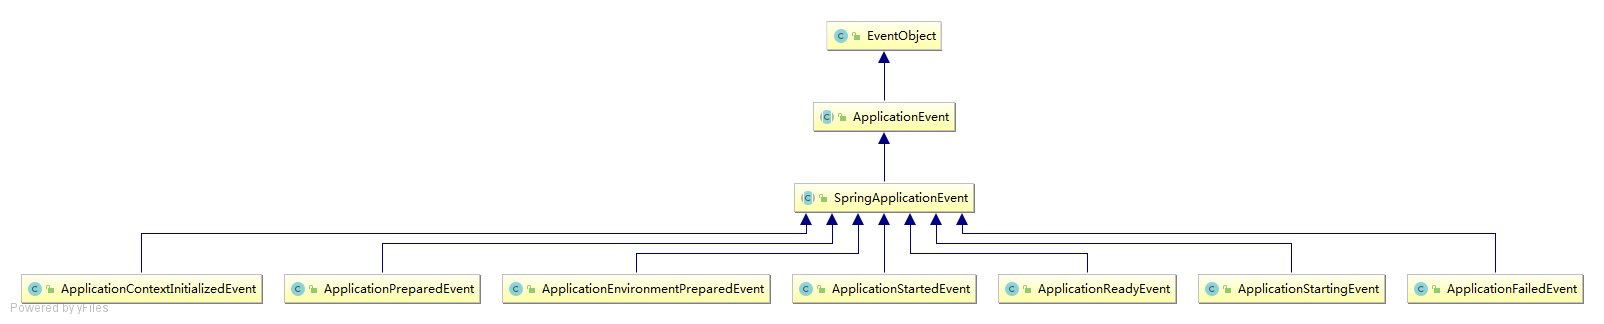 EventObject
ApplicationEvent
SpringApplicationEvent
ApplicationContextInitializedEvent
ApplicationPreparedEvent
ApplicationEnvironmentPreparedEvent
ApplicationStartedEvent
ApplicationReadyEvent
ApplicationStartingEvent
ApplicationFailedEvent
Powered by yFiles